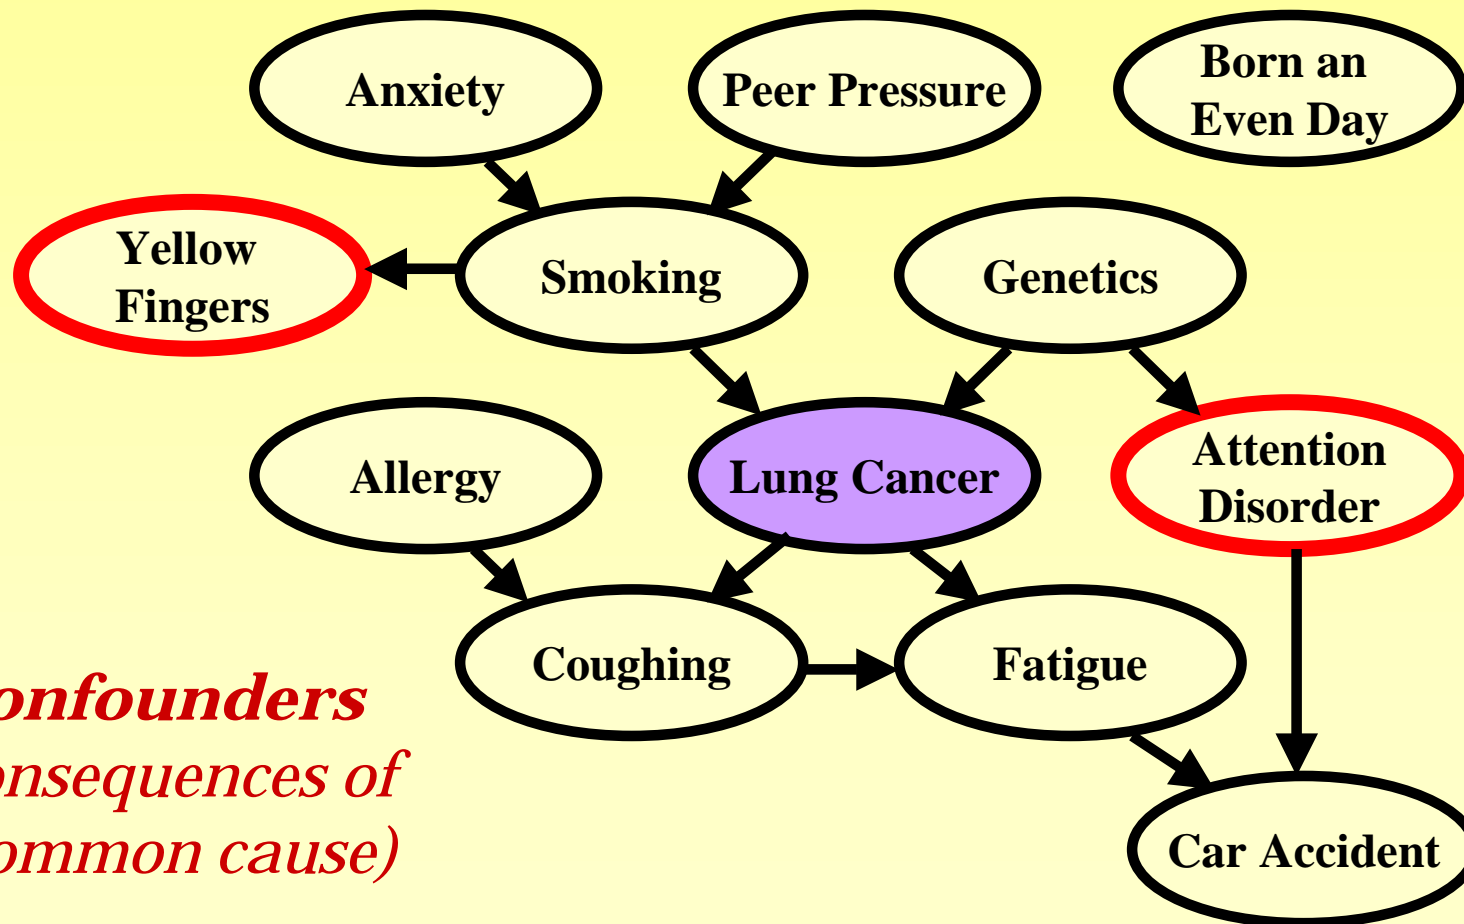 Anxiety
Peer Pressure
Born an
Even Day
Yellow
Fingers
Smoking
Genetics
Allergy
Lung Cancer
Attention
Disorder
Coughing
Fatigue
onfounders
onsequences of
ommon cause)
Car Accident